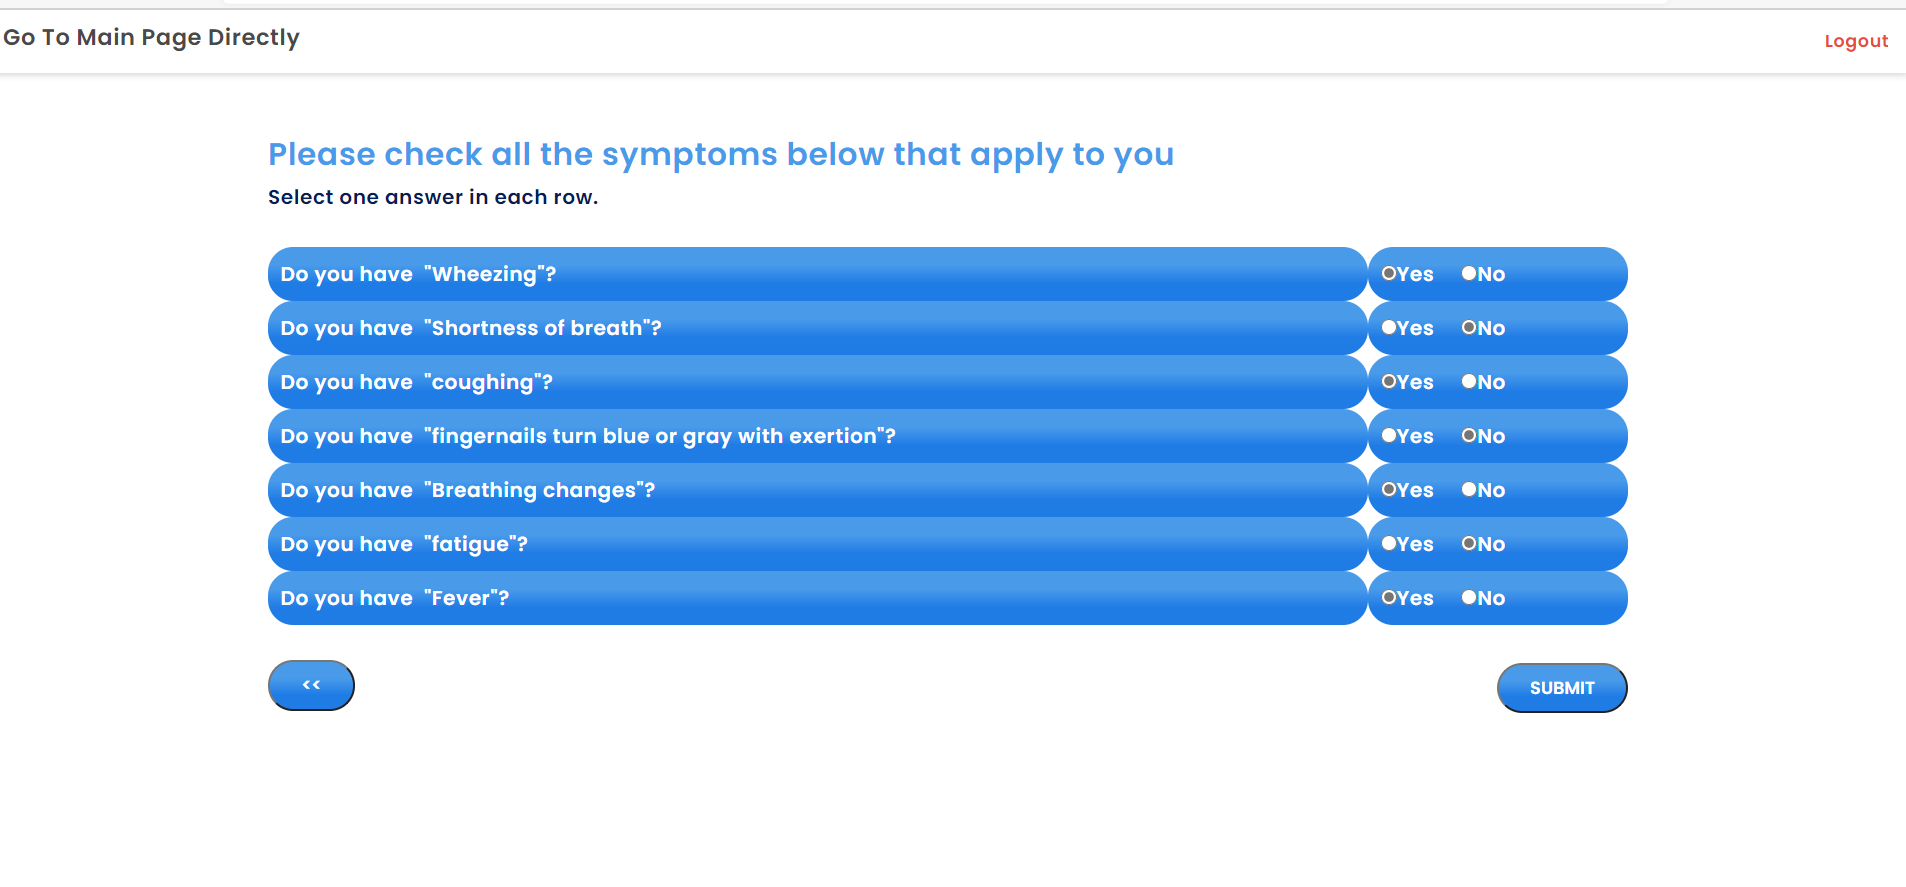 Go To Main Page Directly
Logout
Please check all the symptoms below that apply to you
Select one answer in each row.
Do you have "Wheezing"? Yes No
Do you have "Shortness of breath"? Yes No
Do you have "coughing"? Yes No
Do you have "fingernails turn blue or gray with exertion"? Yes No
Do you have "Breathing changes"? Yes No
Do you have "fatigue"? Yes No
Do you have "Fever"? Yes No
<< SUBMIT